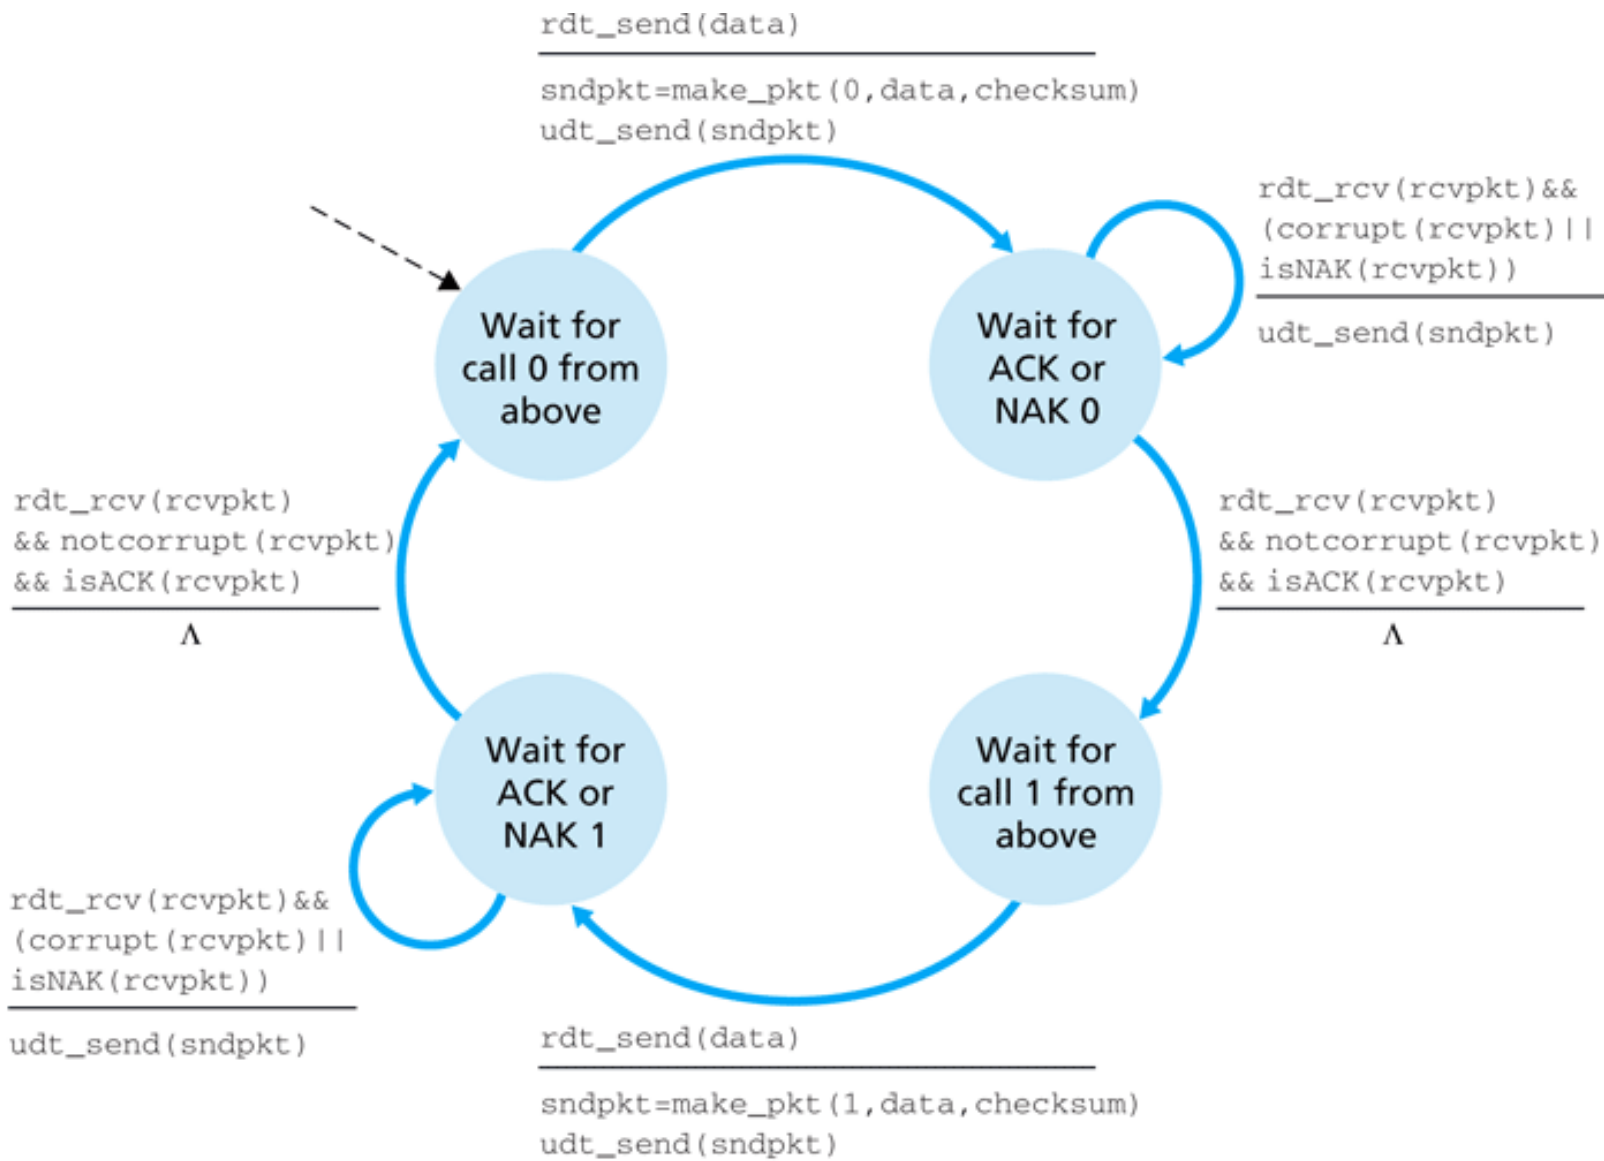 rdt_send(data)
sndpkt=make_pkt(0,data,checksum)
udt_send(sndpkt)
rdt_rcv(rcvpkt)&&
(corrupt(rcvpkt)||
isNAK(rcvpkt))
udt_send(sndpkt)
Wait for
call 0 from
above
Wait for
ACK or
NAK 0
rdt_rcv(rcvpkt)
&& notcorrupt(rcvpkt)
&& isACK(rcvpkt)
Λ
rdt_rcv(rcvpkt)
&& notcorrupt(rcvpkt)
&& isACK(rcvpkt)
Λ
Wait for
ACK or
NAK 1
Wait for
call 1 from
above
rdt_rcv(rcvpkt)&&
(corrupt(rcvpkt)||
isNAK(rcvpkt))
udt_send(sndpkt)
rdt_send(data)
sndpkt=make_pkt(1,data,checksum)
udt_send(sndpkt)